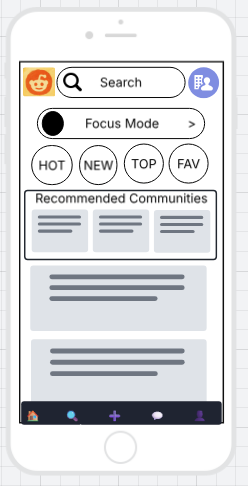 Search
Focus Mode >
HOT NEW TOP FAV
Recommended Communities